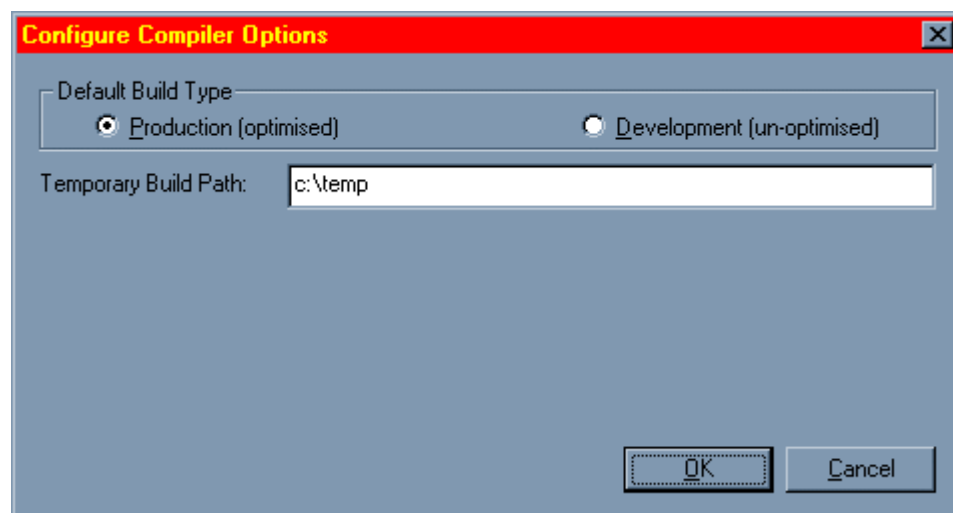 Configure Compiler Options
Default Build Type
Production (optimised) Development (un-optimised)
Temporary Build Path: c:\temp
OK Cancel